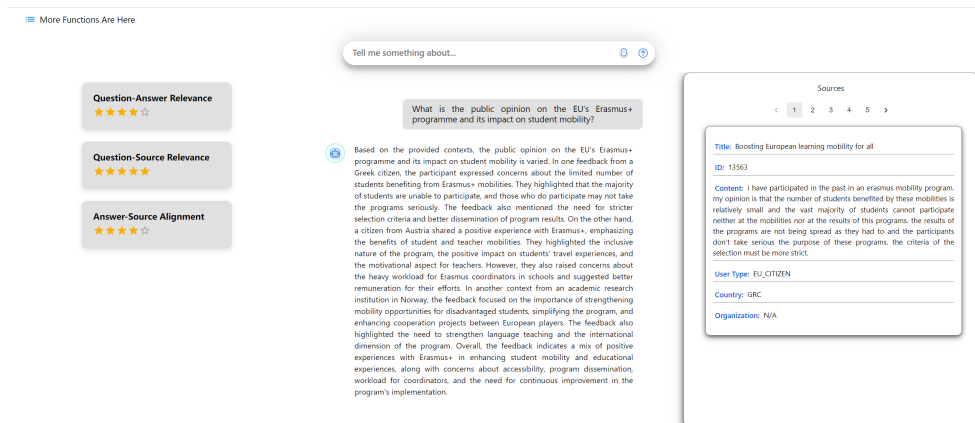 More Functions Are Here
Tell me something about...
Question-Answer Relevance
Question-Source Relevance
Answer-Source Alignment
What is the public opinion on the EU's Erasmus+
programme and its impact on student mobility?
Based on the provided contexts, the public opinion on the EU's Erasmus+
programme and its impact on student mobility is varied. In one feedback from a
Greek citizen, the participant expressed concerns about the limited number of
students benefiting from Erasmus+ mobilities. They highlighted that the majority
of students are unable to participate, and those who do participate may not take
the programs seriously. The feedback also mentioned the need for stricter
selection criteria and better dissemination of program results. On the other hand,
a citizen from Austria shared a positive experience with Erasmus+, emphasizing
the benefits of student and teacher mobilities. They highlighted the inclusive
nature of the program, the positive impact on students' travel experiences, and
the motivational aspect for teachers. However, they also raised concerns about
the heavy workload for Erasmus coordinators in schools and suggested better
remuneration for their efforts. In another context from an academic research
institution in Norway, the feedback focused on the importance of strengthening
mobility opportunities for disadvantaged students, simplifying the program, and
enhancing cooperation projects between European players. The feedback also
highlighted the need to strengthen language teaching and the international
dimension of the program. Overall, the feedback indicates a mix of positive
experiences with Erasmus+ in enhancing student mobility and educational
experiences, along with concerns about accessibility, program dissemination,
workload for coordinators, and the need for continuous improvement in the
program's implementation.
Sources
< 1 2 3 4 5 >
Title: Boosting European learning mobility for all
ID: 13563
Content: i have participated in the past in an erasmus mobility program.
my opinion is that the number of students benefited by these mobilities is
relatively small and the vast majority of students cannot participate
neither at the mobilities nor at the results of this programs. the results of
the programs are not being spread as they had to and the participants
don't take serious the purpose of these programs. the criteria of the
selection must be more strict.
User Type: EU_CITIZEN
Country: GRC
Organization: N/A